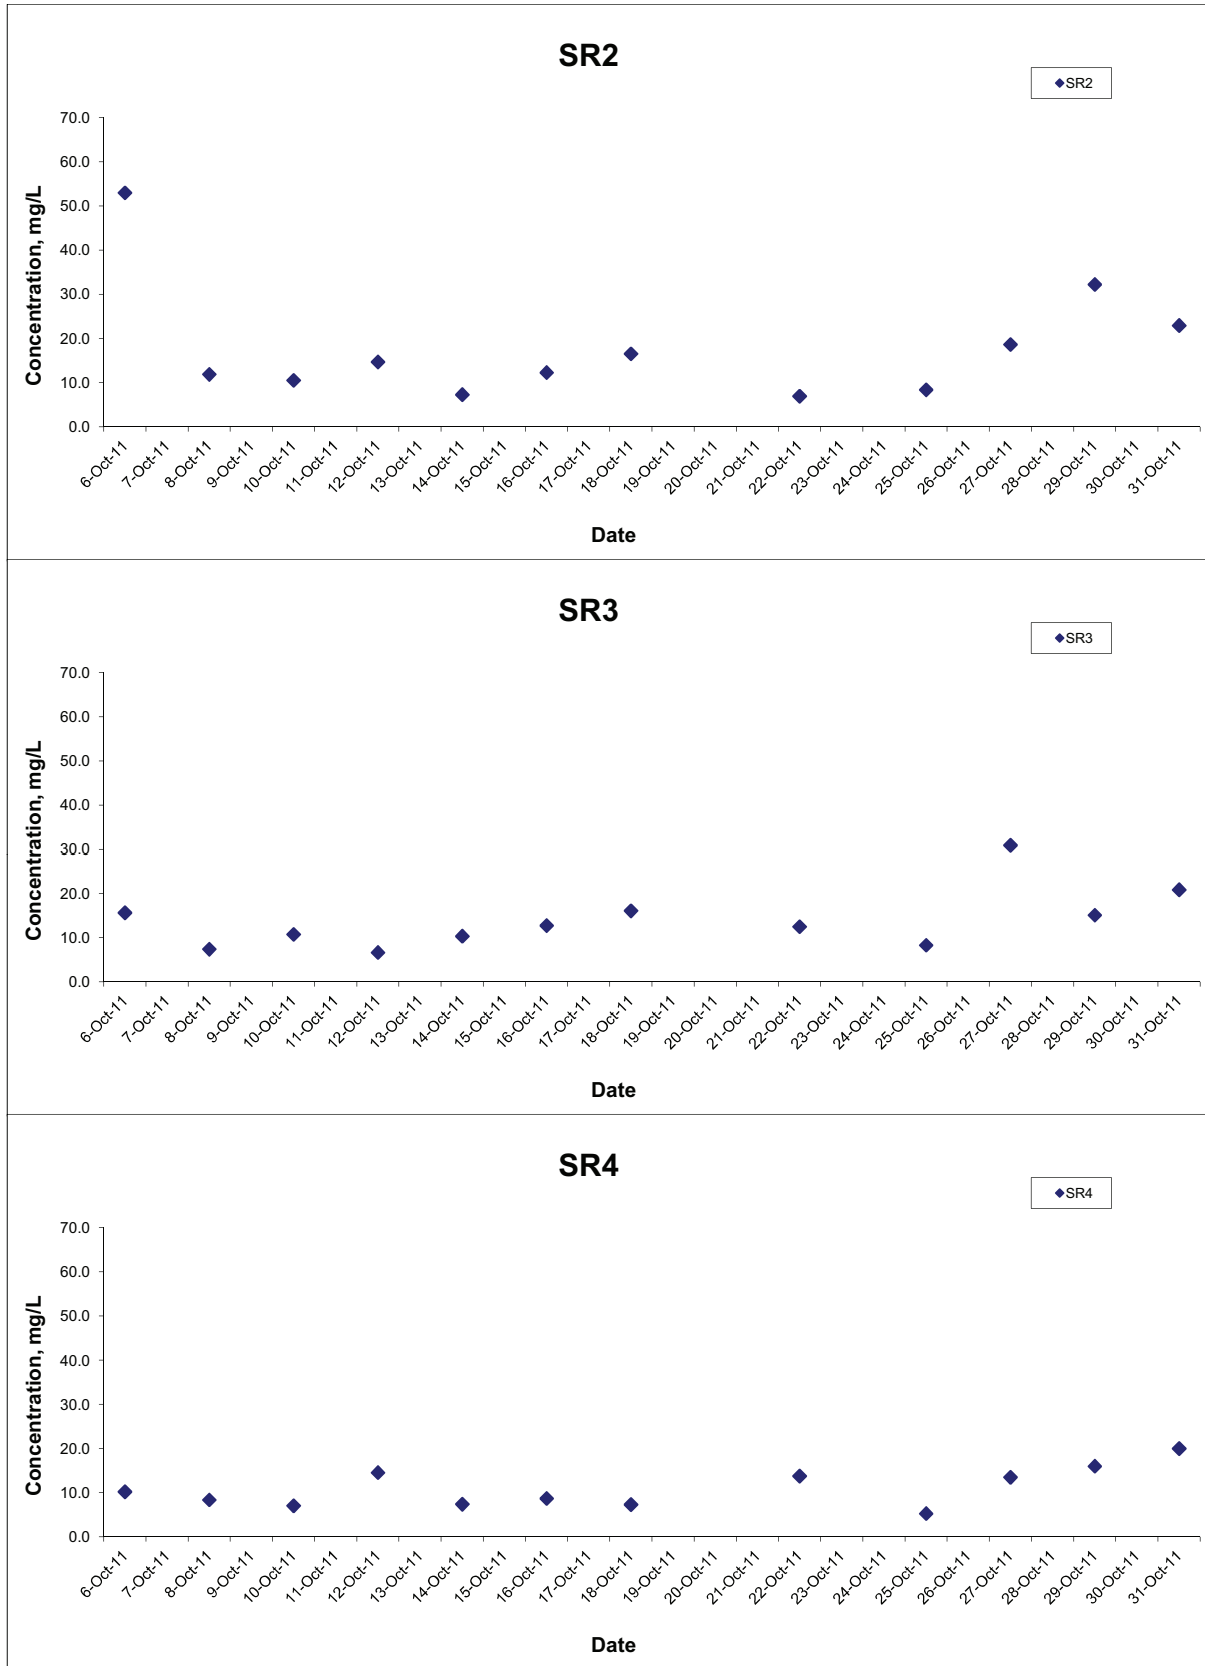 SR2
SR2
70.0
60.0
50.0
40.0
30.0
20.0
10.0
0.0
Concentration, mg/L
6-Oct-11
7-Oct-11
8-Oct-11
9-Oct-11
10-Oct-11
11-Oct-11
12-Oct-11
13-Oct-11
14-Oct-11
15-Oct-11
16-Oct-11
17-Oct-11
18-Oct-11
19-Oct-11
20-Oct-11
21-Oct-11
22-Oct-11
23-Oct-11
24-Oct-11
25-Oct-11
26-Oct-11
27-Oct-11
28-Oct-11
29-Oct-11
30-Oct-11
31-Oct-11
Date
SR3
SR3
70.0
60.0
50.0
40.0
30.0
20.0
10.0
0.0
Concentration, mg/L
6-Oct-11
7-Oct-11
8-Oct-11
9-Oct-11
10-Oct-11
11-Oct-11
12-Oct-11
13-Oct-11
14-Oct-11
15-Oct-11
16-Oct-11
17-Oct-11
18-Oct-11
19-Oct-11
20-Oct-11
21-Oct-11
22-Oct-11
23-Oct-11
24-Oct-11
25-Oct-11
26-Oct-11
27-Oct-11
28-Oct-11
29-Oct-11
30-Oct-11
31-Oct-11
Date
SR4
SR4
70.0
60.0
50.0
40.0
30.0
20.0
10.0
0.0
Concentration, mg/L
6-Oct-11
7-Oct-11
8-Oct-11
9-Oct-11
10-Oct-11
11-Oct-11
12-Oct-11
13-Oct-11
14-Oct-11
15-Oct-11
16-Oct-11
17-Oct-11
18-Oct-11
19-Oct-11
20-Oct-11
21-Oct-11
22-Oct-11
23-Oct-11
24-Oct-11
25-Oct-11
26-Oct-11
27-Oct-11
28-Oct-11
29-Oct-11
30-Oct-11
31-Oct-11
Date